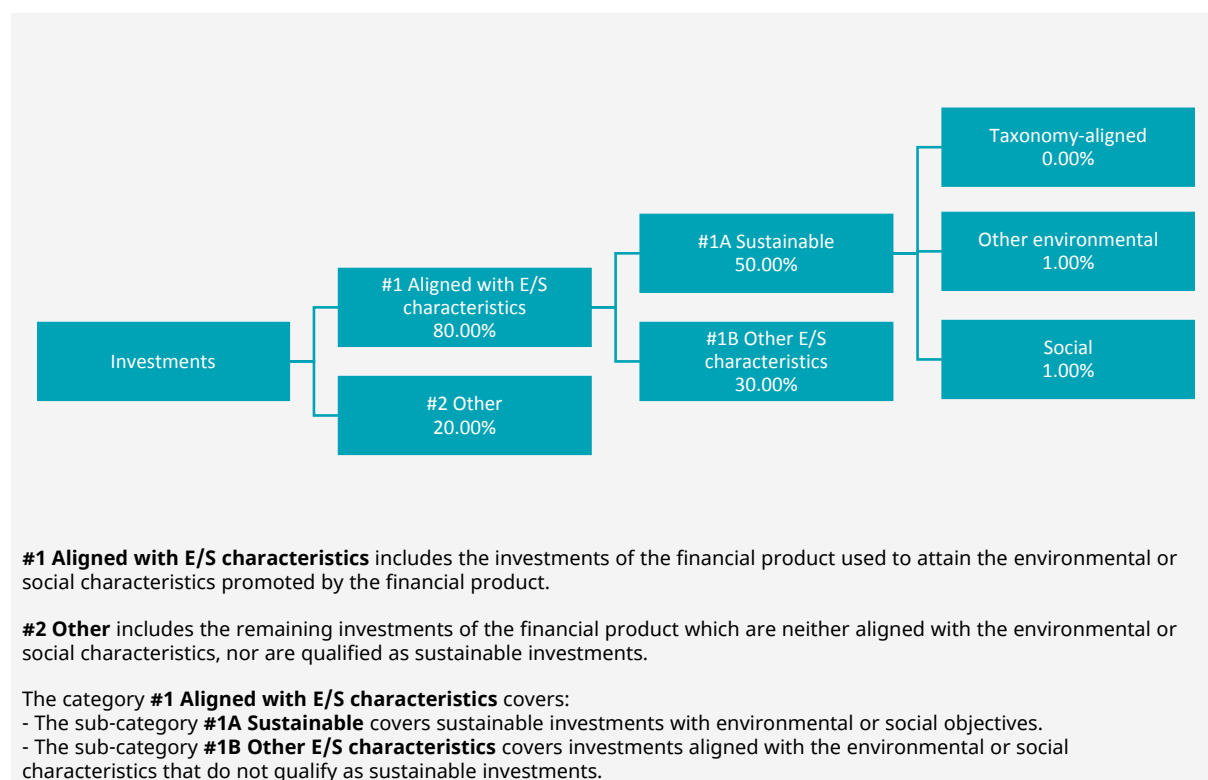 Investments
#1 Aligned with E/S
characteristics
80.00%
#2 Other
20.00%
#1A Sustainable
50.00%
#1B Other E/S
characteristics
30.00%
Taxonomy-aligned
0.00%
Other environmental
1.00%
Social
1.00%
#1 Aligned with E/S characteristics includes the investments of the financial product used to attain the environmental or
social characteristics promoted by the financial product.
#2 Other includes the remaining investments of the financial product which are neither aligned with the environmental or
social characteristics, nor are qualified as sustainable investments.
The category #1 Aligned with E/S characteristics covers:
- The sub-category #1A Sustainable covers sustainable investments with environmental or social objectives.
- The sub-category #1B Other E/S characteristics covers investments aligned with the environmental or social
characteristics that do not qualify as sustainable investments.